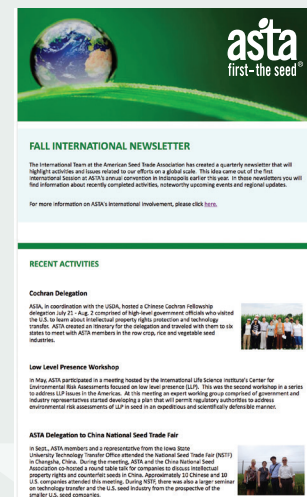 asta
first–the seed®
FALL INTERNATIONAL NEWSLETTER
The International Team at the American Seed Trade Association has created a quarterly newsletter that will
highlight activities and issues related to our efforts on a global scale. This idea came out of the first
International Session at ASTA's annual convention in Indianapolis earlier this year. In these newsletters you will
find information about recently completed activities, noteworthy upcoming events and regional updates.
For more information on ASTA's international involvement, please click here.
RECENT ACTIVITIES
Cochran Delegation
ASTA, in coordination with the USDA, hosted a Chinese Cochran Fellowship
delegation July 21 - Aug. 2 comprised of high-level government officials who visited
the U.S. to learn about intellectual property rights protection and technology
transfer. ASTA created an itinerary for the delegation and traveled with them to six
states to meet with ASTA members in the row crop, rice and vegetable seed
industries.
Low Level Presence Workshop
In May, ASTA participated in a meeting hosted by the International Life Science Institute's Center for
Environmental Risk Assessments focused on low level presence (LLP). This was the second workshop in a series
to address LLP issues in the Americas. At this meeting an expert working group comprised of government and
industry representatives started developing a plan that will permit regulatory authorities to address
environmental risk assessments of LLP in seed in an expeditious and scientifically defensible manner.
ASTA Delegation to China National Seed Trade Fair
In Sept., ASTA members and a representative from the Iowa State
University Technology Transfer Office attended the National Seed Trade Fair (NSTF)
in Changsha, China. During the meeting, ASTA and the China National Seed
Association co-hosted a round table talk for companies to discuss intellectual
property rights and counterfeit seeds in China. Approximately 10 Chinese and 10
U.S. companies attended this meeting. During NSTF, there was also a larger seminar
on technology transfer and the U.S. seed industry from the prospective of the
smaller U.S. seed companies.